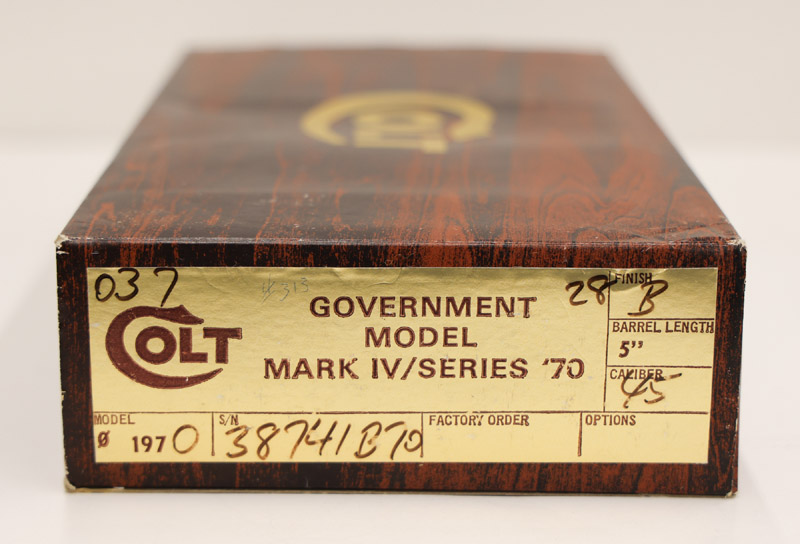 COLT
037
28
GOVERNMENT
MODEL
MARK IV/SERIES '70
COLT
FINISH
B
BARREL LENGTH
5"
CALIBER
45
MODEL
Ø 1970
S/N
38741B70
FACTORY ORDER
OPTIONS